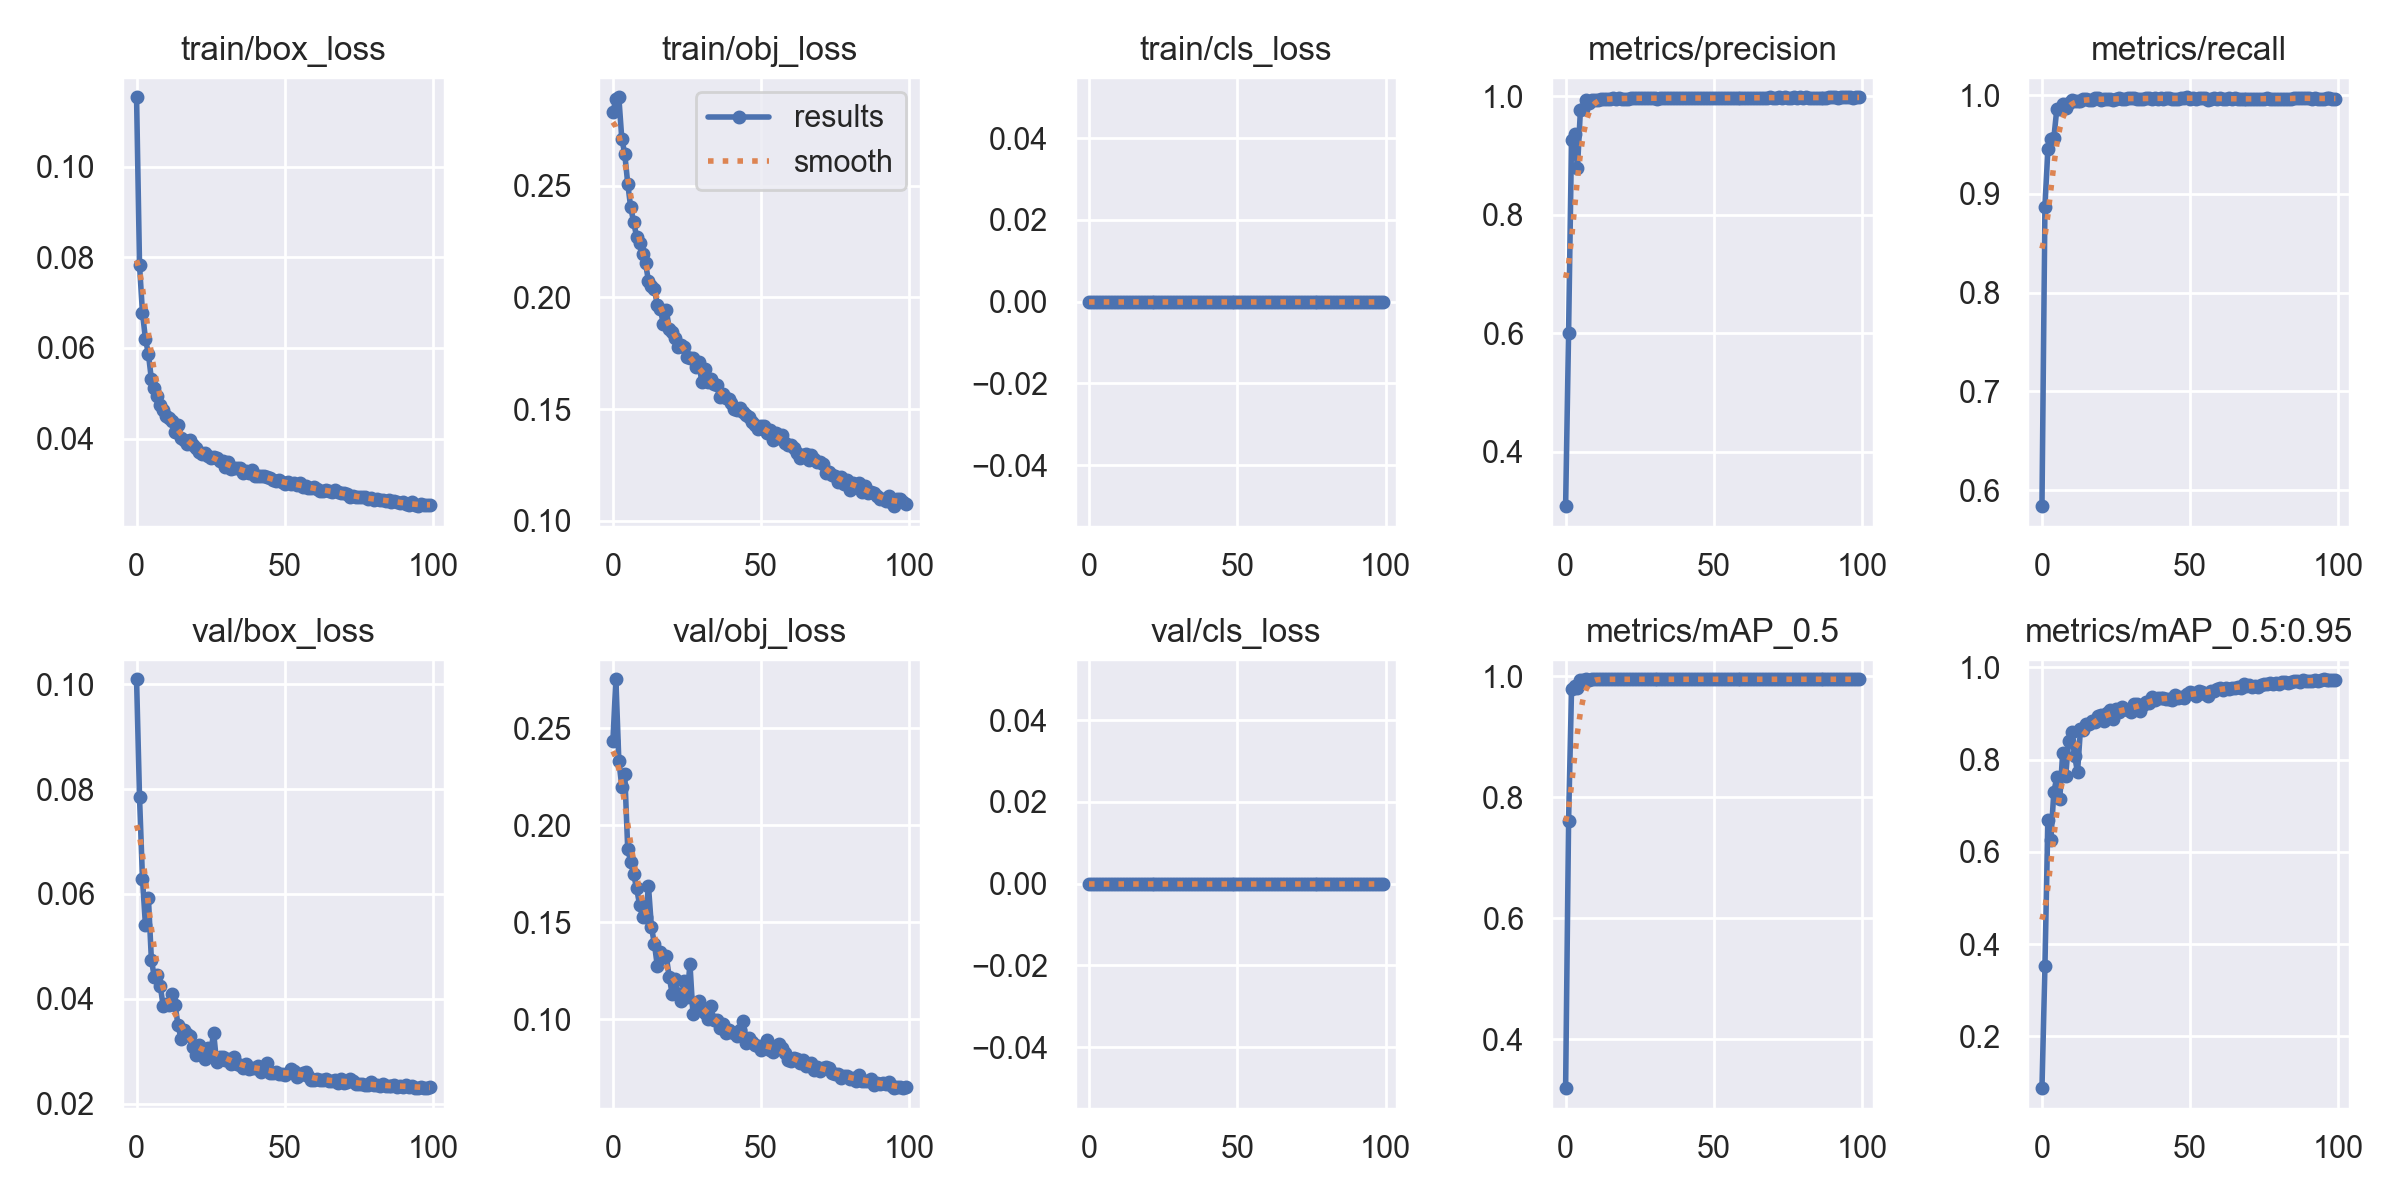 train/box_loss
0.10
0.08
0.06
0.04
0 50 100
train/obj_loss
results
smooth
0.25
0.20
0.15
0.10
0 50 100
train/cls_loss
0.04
0.02
0.00
−0.02
−0.04
0 50 100
metrics/precision
1.0
0.8
0.6
0.4
0 50 100
metrics/recall
1.0
0.9
0.8
0.7
0.6
0 50 100
val/box_loss
0.10
0.08
0.06
0.04
0.02
0 50 100
val/obj_loss
0.25
0.20
0.15
0.10
0 50 100
val/cls_loss
0.04
0.02
0.00
−0.02
−0.04
0 50 100
metrics/mAP_0.5
1.0
0.8
0.6
0.4
0 50 100
metrics/mAP_0.5:0.95
1.0
0.8
0.6
0.4
0.2
0 50 100